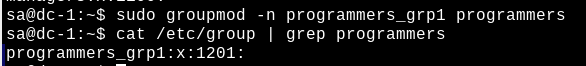 sa@dc-1:~$ sudo groupmod -n programmers_grp1 programmers
sa@dc-1:~$ cat /etc/group | grep programmers
programmers_grp1:x:1201: